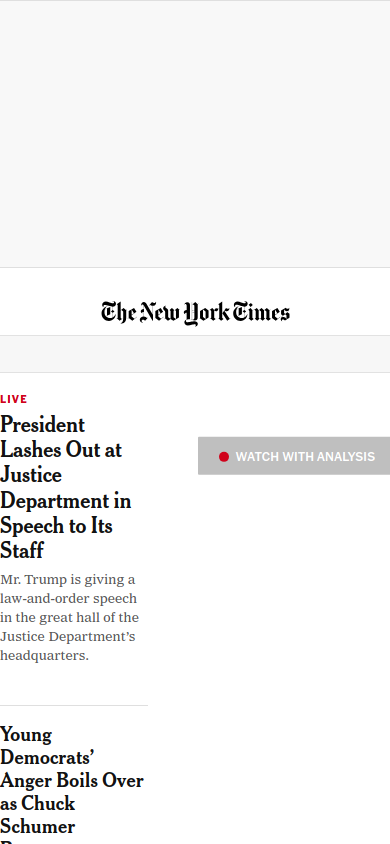 The New York Times
LIVE
President
Lashes Out at
Justice
Department in
Speech to Its
Staff
Mr. Trump is giving a
law-and-order speech
in the great hall of the
Justice Department’s
headquarters.
WATCH WITH ANALYSIS
Young
Democrats’
Anger Boils Over
as Chuck
Schumer